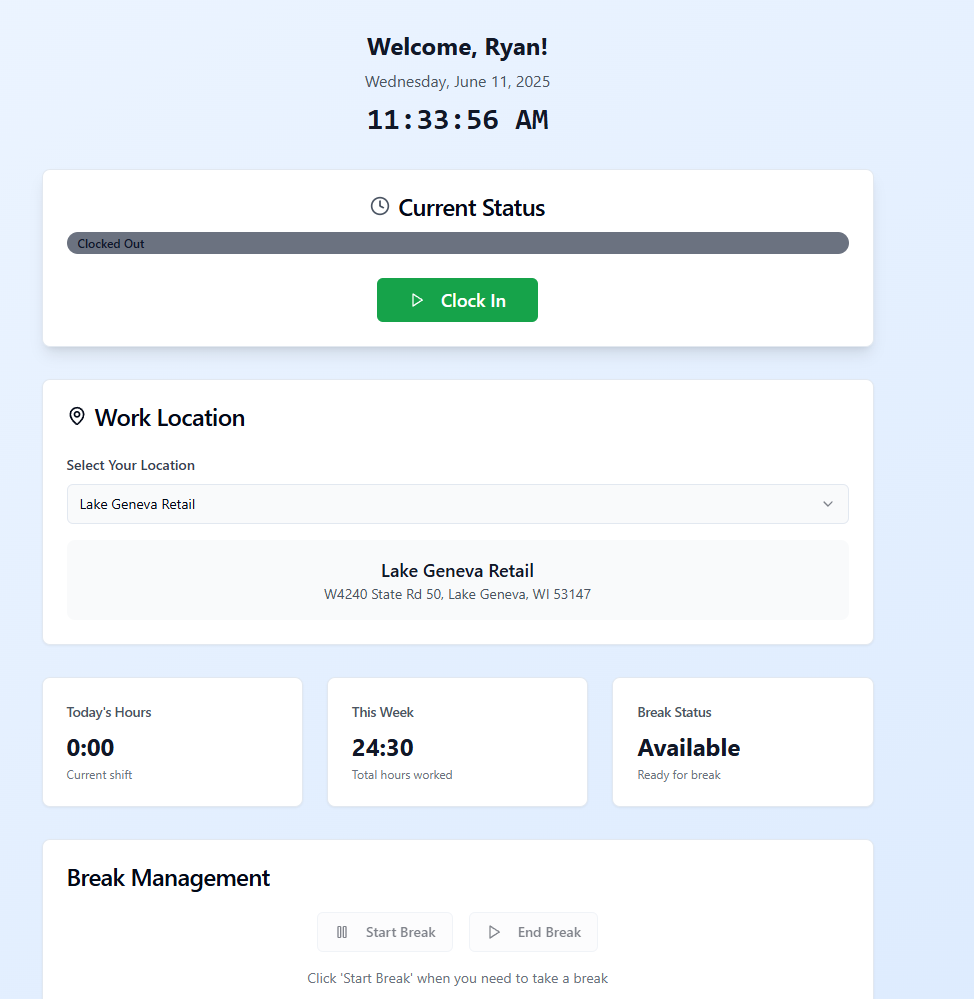 Welcome, Ryan!
Wednesday, June 11, 2025
11:33:56 AM
Current Status
Clocked Out
Clock In
Work Location
Select Your Location
Lake Geneva Retail
Lake Geneva Retail
W4240 State Rd 50, Lake Geneva, WI 53147
Today's Hours
0:00
Current shift
This Week
24:30
Total hours worked
Break Status
Available
Ready for break
Break Management
Start Break
End Break
Click 'Start Break' when you need to take a break